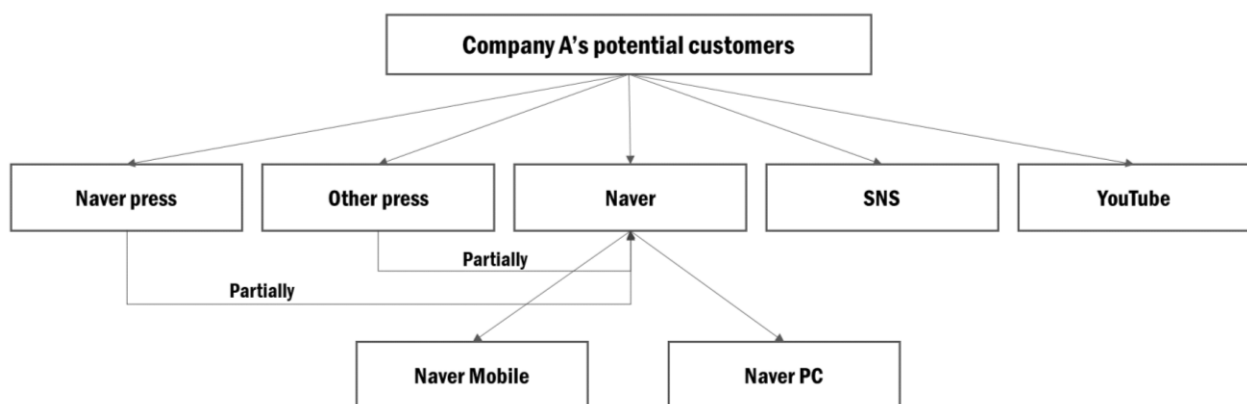 Company A's potential customers
Naver press
Other press
Naver
SNS
YouTube
Partially
Partially
Naver Mobile
Naver PC